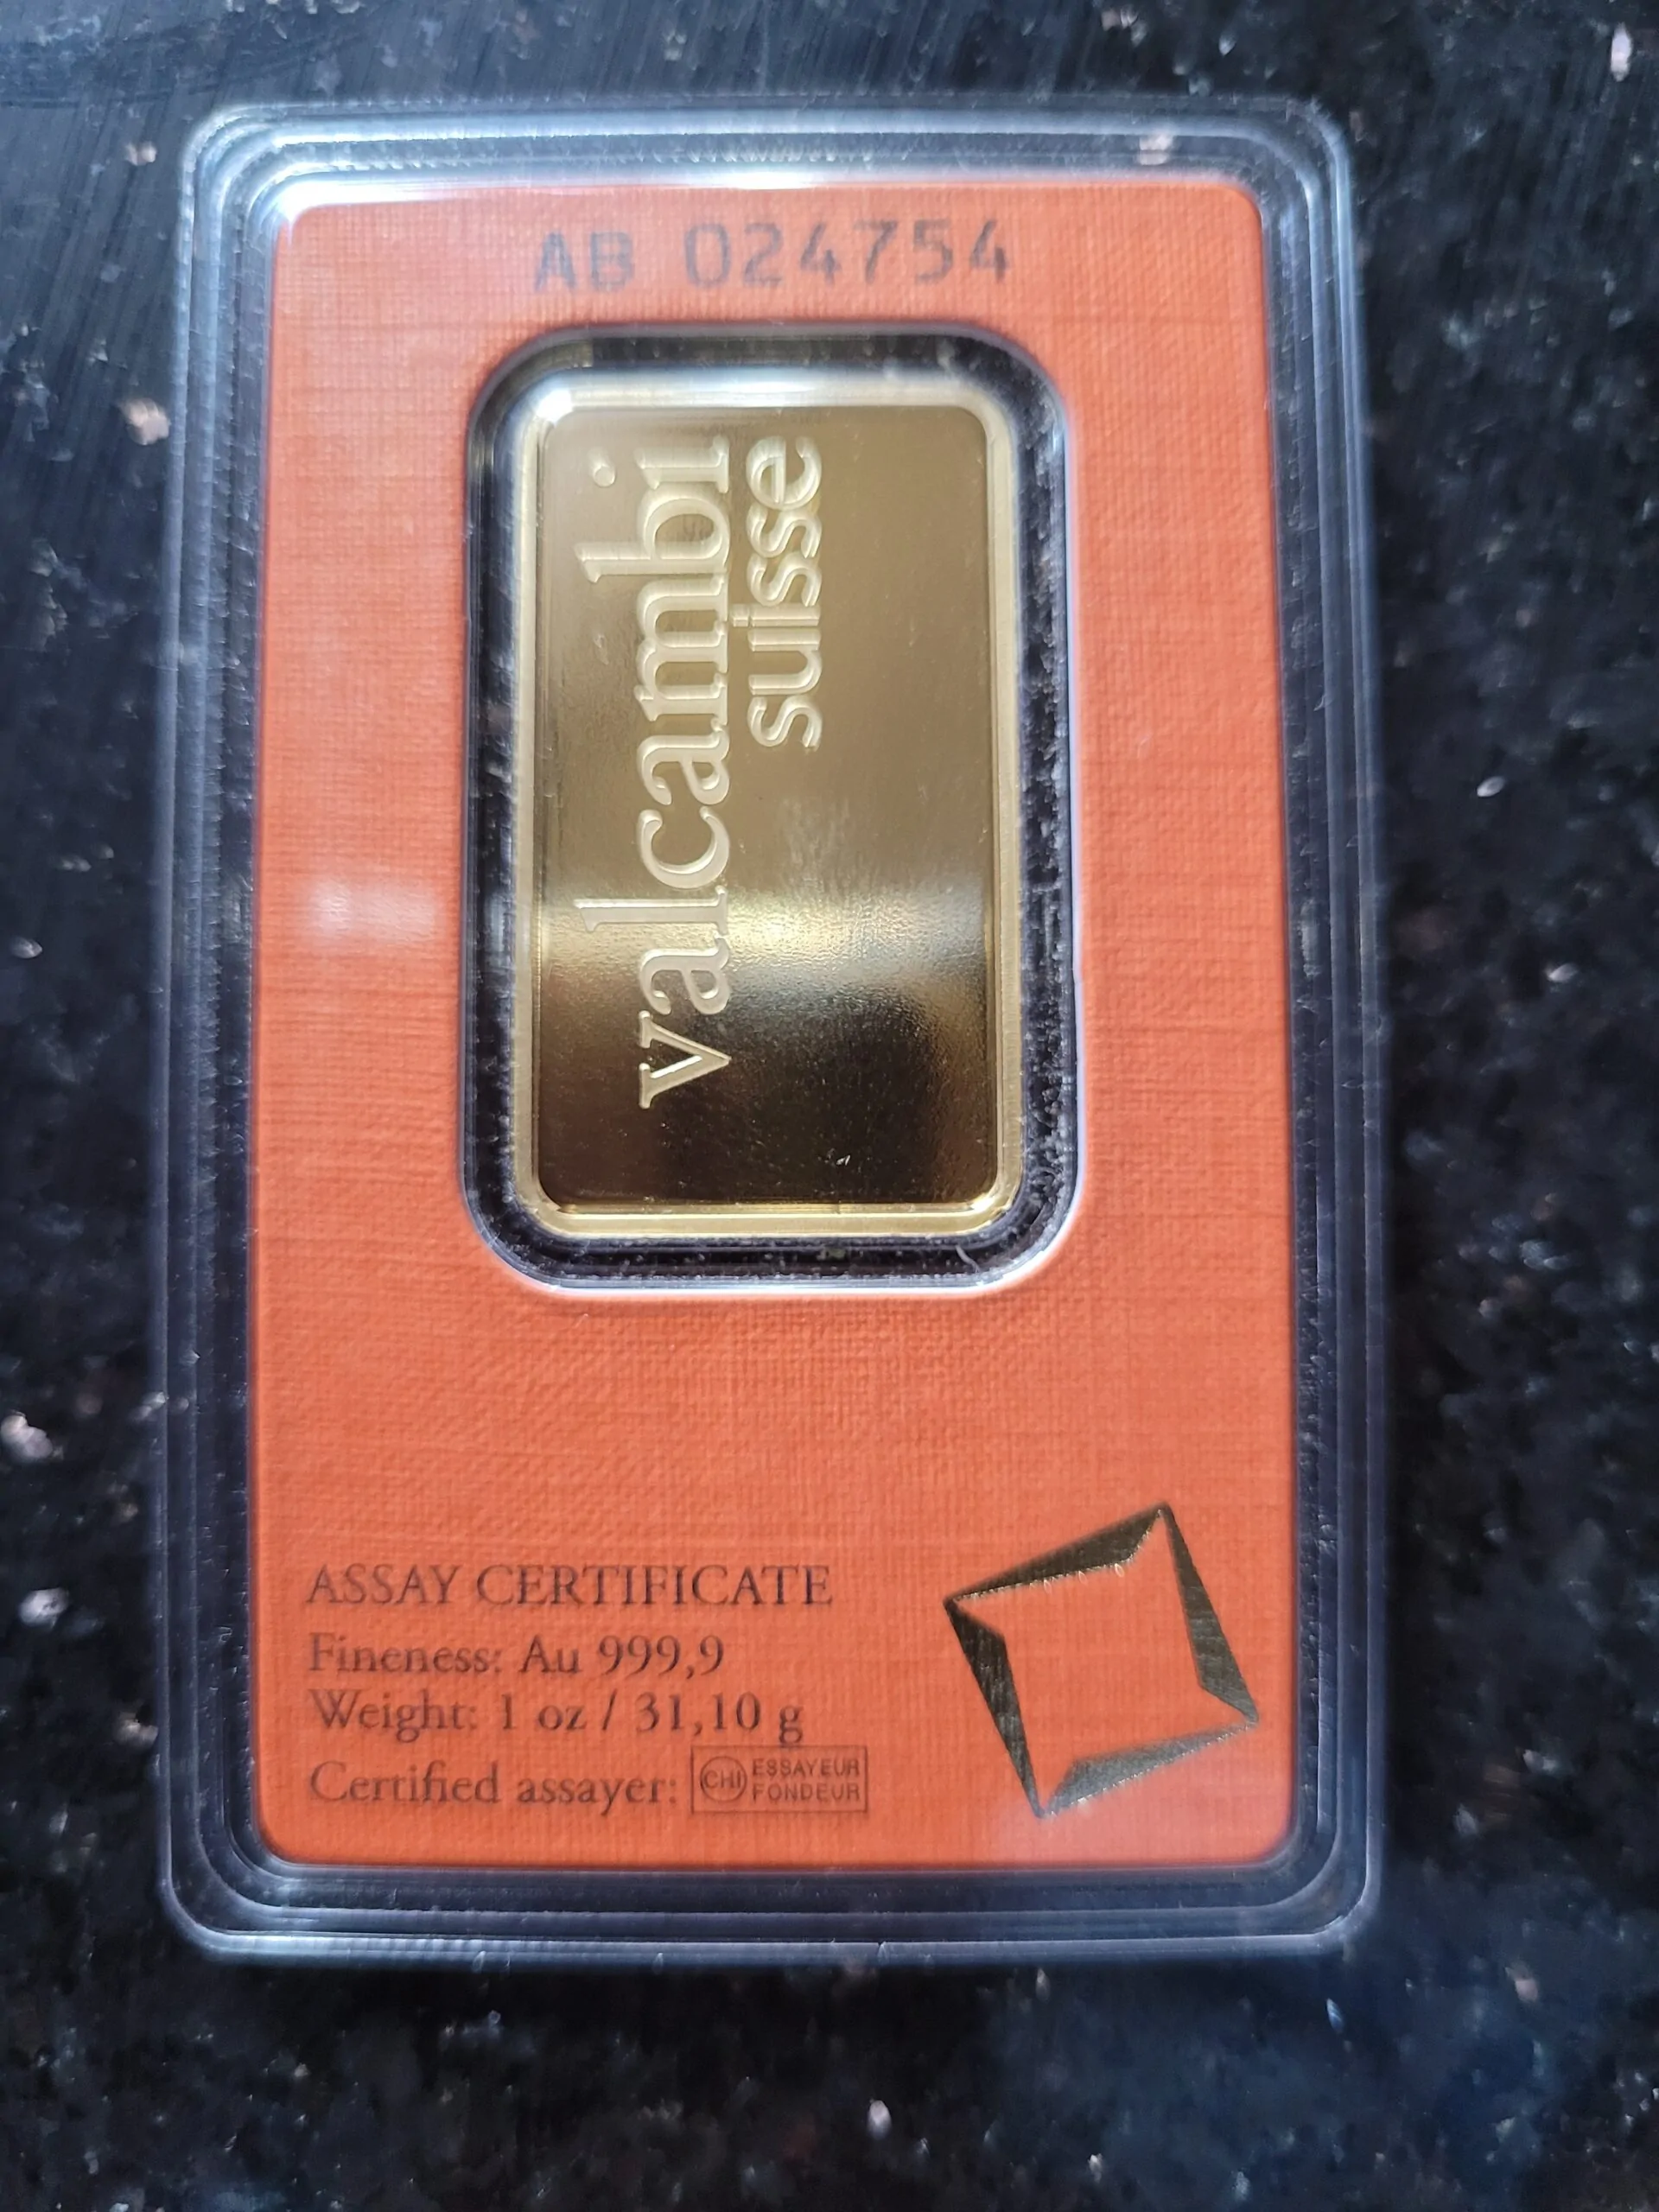 AB 024754
valcambi
suisse
ASSAY CERTIFICATE
Fineness: Au 999,9
Weight: 1 oz / 31,10 g
Certified assayer: CHI ESSAYEUR
FONDEUR